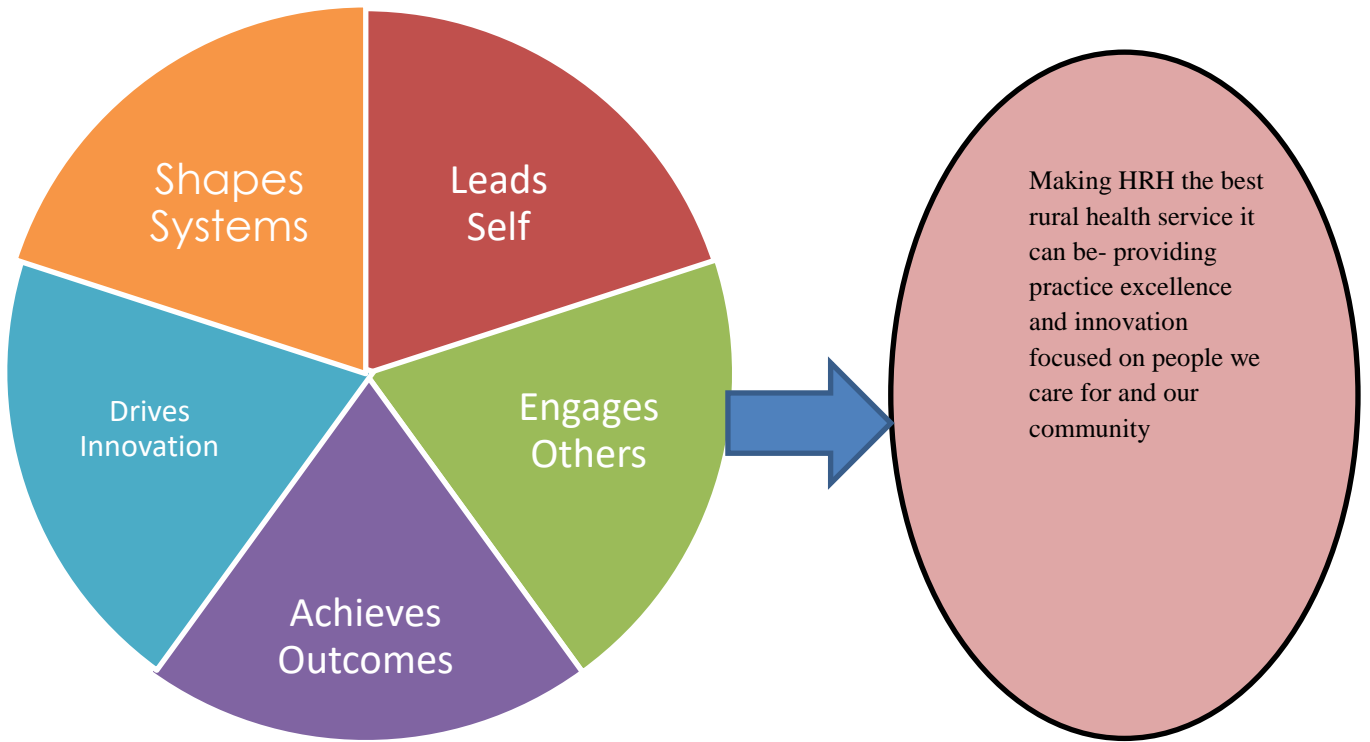 Shapes
Systems
Leads
Self
Engages
Others
Achieves
Outcomes
Drives
Innovation
Making HRH the best
rural health service it
can be- providing
practice excellence
and innovation
focused on people we
care for and our
community